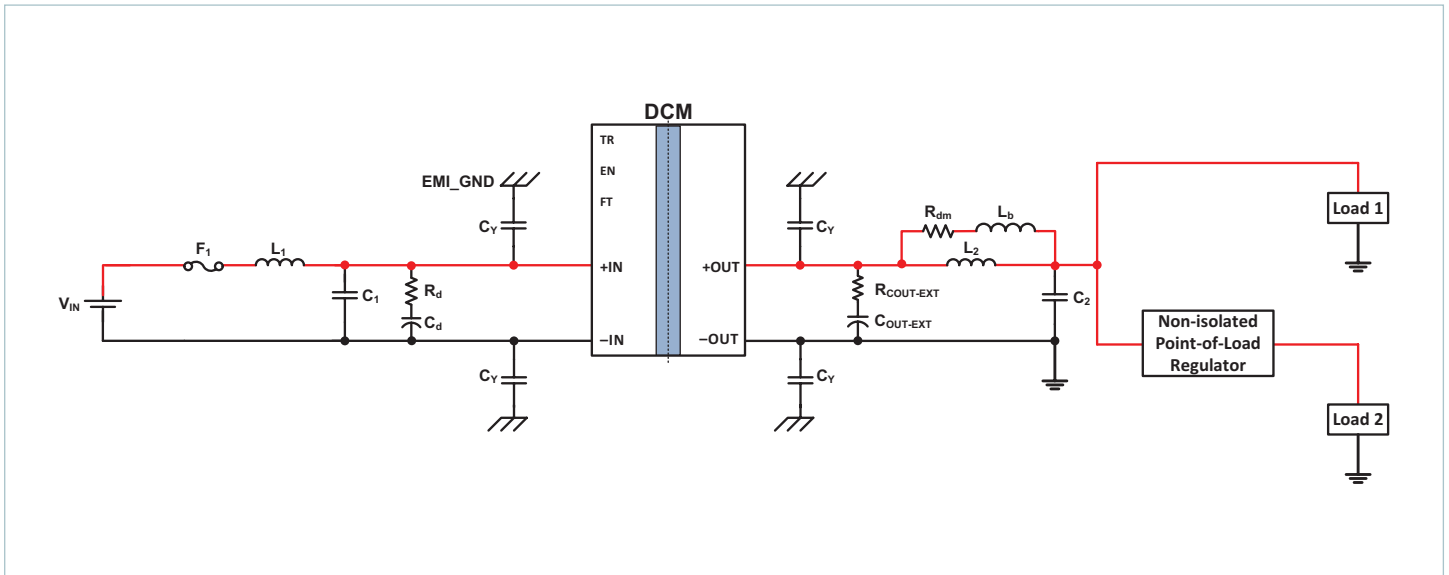 DCM
TR
EN
FT
EMI_GND
CY
CY
Rdm
Lb
Load 1
F1
L1
L2
+IN
+OUT
VIN
C1
Rd
RCOUT-EXT
C2
Cd
COUT-EXT
–IN
–OUT
Non-isolated
Point-of-Load
Regulator
CY
CY
Load 2